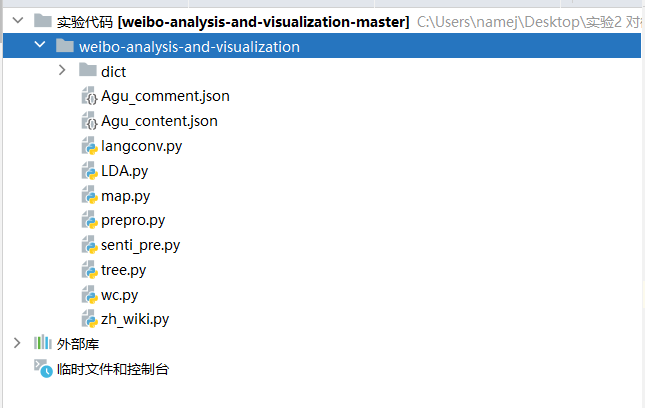 实验代码 [weibo-analysis-and-visualization-master] C:\Users\namej\Desktop\实验2 对
weibo-analysis-and-visualization
dict
Agu_comment.json
Agu_content.json
langconv.py
LDA.py
map.py
prepro.py
senti_pre.py
tree.py
wc.py
zh_wiki.py
外部库
临时文件和控制台